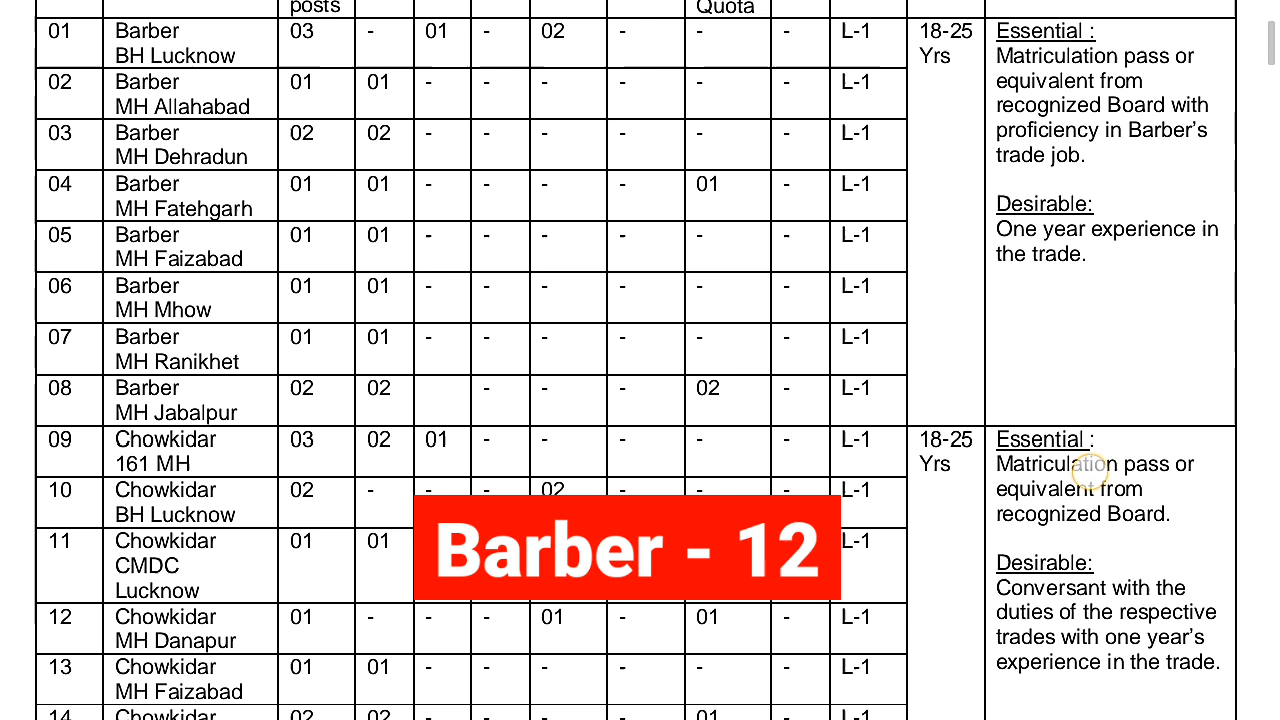 posts Quota
01 Barber 03 - 01 - 02 - - - L-1 18-25 Essential :
BH Lucknow Yrs Matriculation pass or
02 Barber 01 01 - - - - - - L-1 equivalent from
MH Allahabad recognized Board with
03 Barber 02 02 - - - - - - L-1 proficiency in Barber's
MH Dehradun trade job.
04 Barber 01 01 - - - - 01 - L-1
MH Fatehgarh Desirable:
05 Barber 01 01 - - - - - - L-1 One year experience in
MH Faizabad the trade.
06 Barber 01 01 - - - - - - L-1
MH Mhow
07 Barber 01 01 - - - - - - L-1
MH Ranikhet
08 Barber 02 02 - - - 02 - L-1
MH Jabalpur
09 Chowkidar 03 02 01 - - - - - L-1 18-25 Essential :
161 MH Yrs Matriculation pass or
10 Chowkidar 02 - - - 02 - - - L-1 equivalent from
BH Lucknow recognized Board.
11 Chowkidar 01 01 L-1
CMDC Desirable:
Lucknow Conversant with the
Barber - 12
12 Chowkidar 01 - - - 01 - 01 - L-1 duties of the respective
MH Danapur trades with one year's
13 Chowkidar 01 01 - - - - - - L-1 experience in the trade.
MH Faizabad
14 Chowkidar 02 02 - - - - 01 - L-1